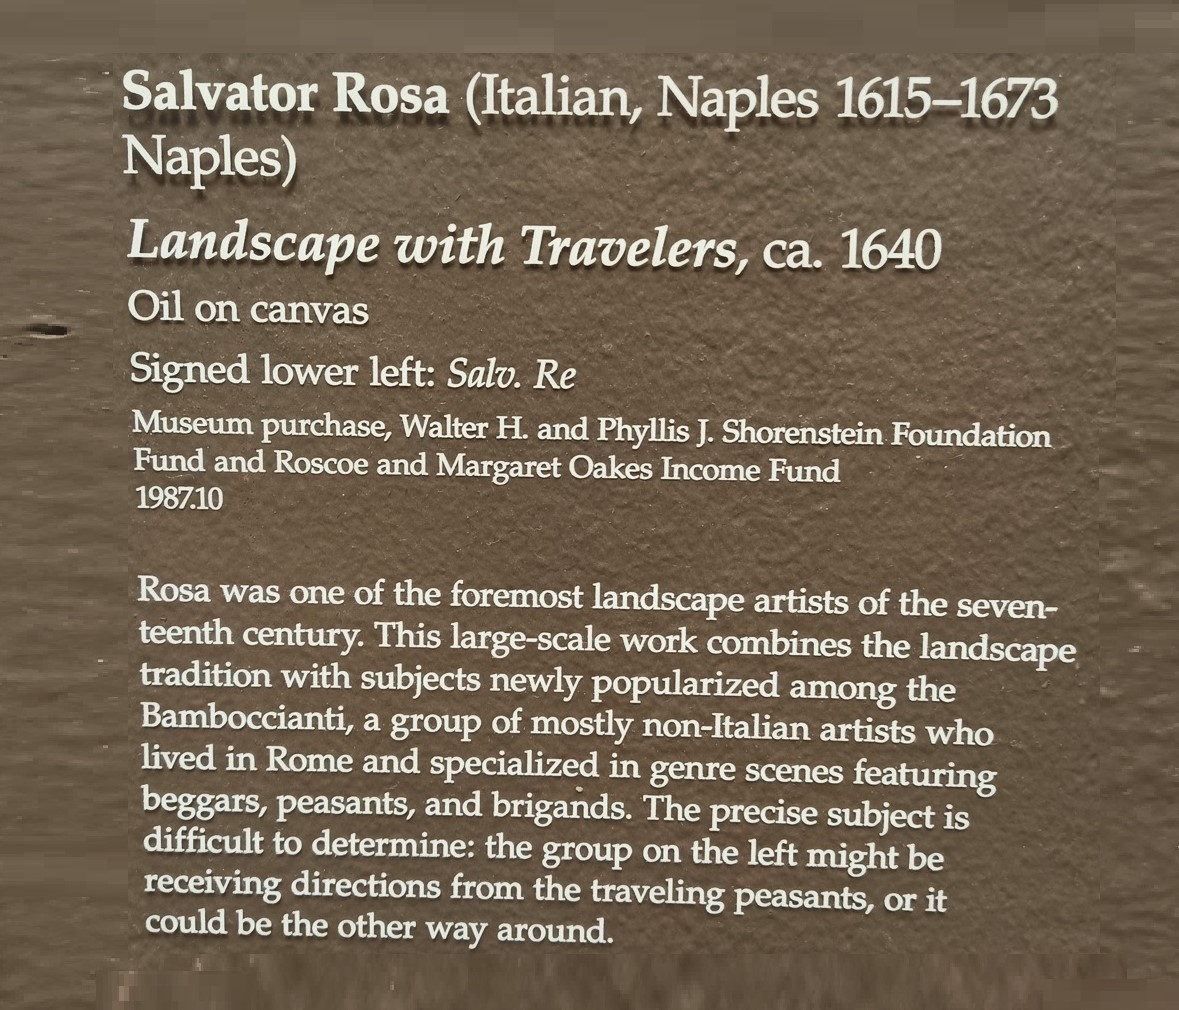 Salvator Rosa (Italian, Naples 1615–1673
Naples)
Landscape with Travelers, ca. 1640
Oil on canvas
Signed lower left: Salv. Re
Museum purchase, Walter H. and Phyllis J. Shorenstein Foundation
Fund and Roscoe and Margaret Oakes Income Fund
1987.10
Rosa was one of the foremost landscape artists of the seven-
teenth century. This large-scale work combines the landscape
tradition with subjects newly popularized among the
Bamboccianti, a group of mostly non-Italian artists who
lived in Rome and specialized in genre scenes featuring
beggars, peasants, and brigands. The precise subject is
difficult to determine: the group on the left might be
receiving directions from the traveling peasants, or it
could be the other way around.